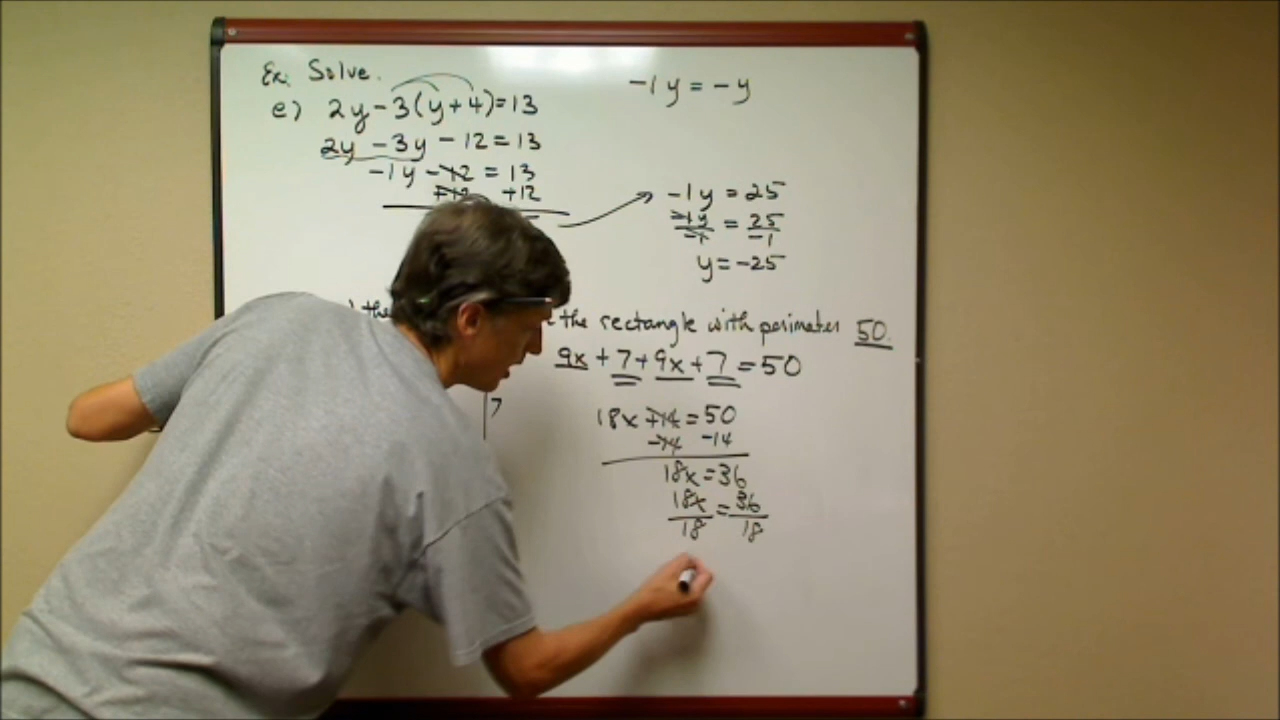 Ex. Solve.
e) 2y - 3(y + 4) = 13
2y - 3y - 12 = 13
-1y - 12 = 13
+12 +12
-1y = -y
-1y = 25
-1y/-1 = 25/-1
y = -25
the rectangle with perimeter 50.
9x + 7 + 9x + 7 = 50
7
18x + 14 = 50
-14 -14
18x = 36
18x/18 = 36/18